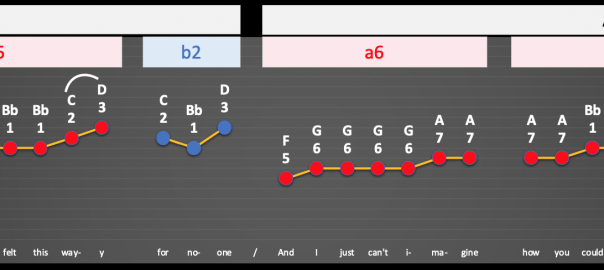 b2 a6
Bb Bb C D C Bb D F G G G G A A A A Bb
1 1 2 3 2 1 3 5 6 6 6 6 7 7 7 7 1
felt this way- y for no- one / And I just can't i- ma- gine how you could